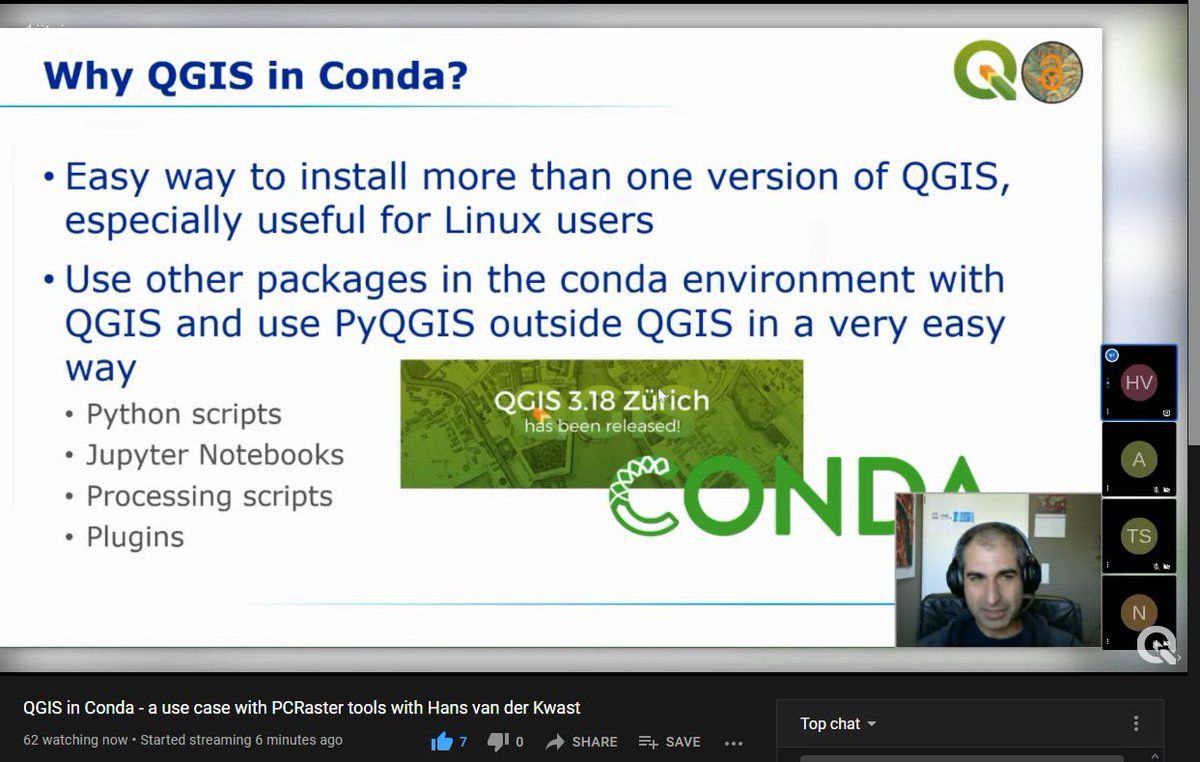 Why QGIS in Conda?
• Easy way to install more than one version of QGIS,
especially useful for Linux users
• Use other packages in the conda environment with
QGIS and use PyQGIS outside QGIS in a very easy
way
• Python scripts
• Jupyter Notebooks
• Processing scripts
• Plugins
QGIS 3.18 Zürich
has been released!
CONDA
HV
A
TS
N
QGIS in Conda - a use case with PCRaster tools with Hans van der Kwast
62 watching now • Started streaming 6 minutes ago
7
0
SHARE
SAVE
Top chat